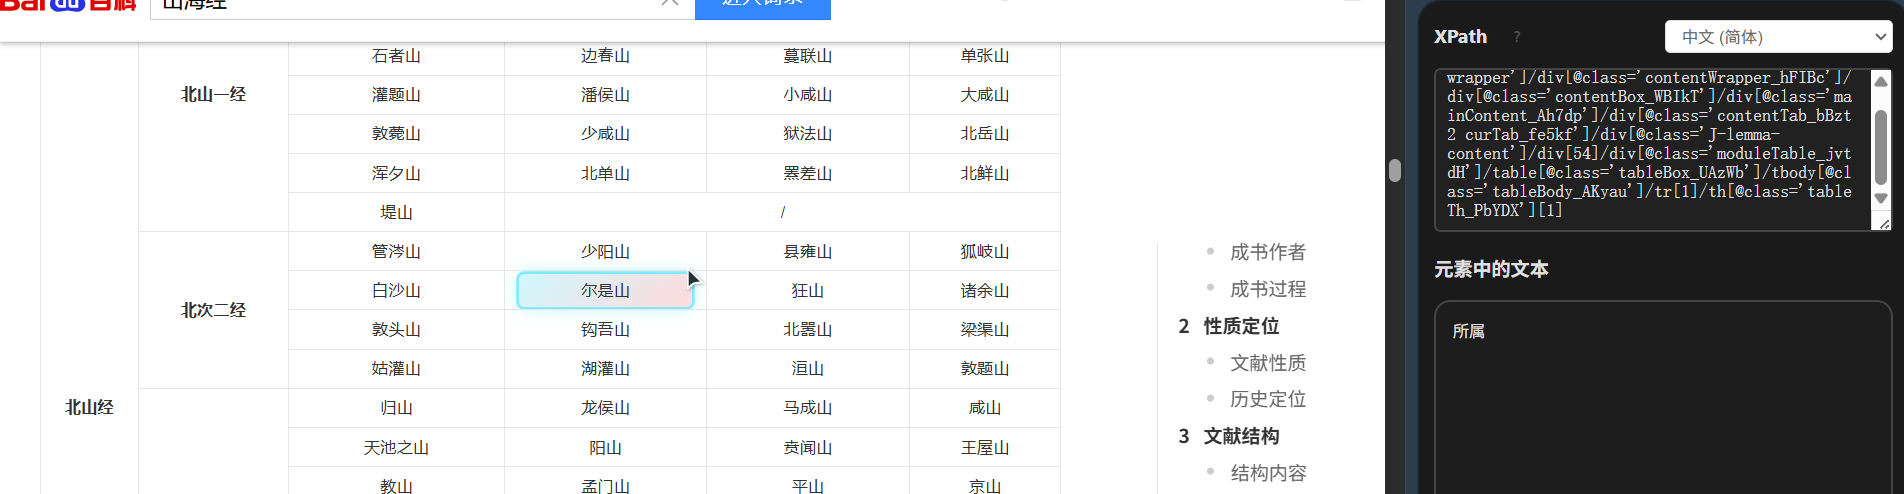 Bai du 百科
山海经
进入词条
石者山 边春山 蔓联山 单张山
北山一经
灌题山 潘侯山 小咸山 大咸山
敦薨山 少咸山 狱法山 北岳山
浑夕山 北单山 罴差山 北鲜山
堤山 /
管涔山 少阳山 县雍山 狐岐山
白沙山 尔是山 狂山 诸余山
北次二经
敦头山 钩吾山 北嚣山 梁渠山
姑灌山 湖灌山 洹山 敦题山
北山经
归山 龙侯山 马成山 咸山
天池之山 阳山 贲闻山 王屋山
教山 孟门山 平山 京山
成书作者
成书过程
2 性质定位
文献性质
历史定位
3 文献结构
结构内容
XPath ? 中文 (简体)
wrapper']/div[@class='contentWrapper_hFIBc']/
div[@class='contentBox_WBIkT']/div[@class='ma
inContent_Ah7dp']/div[@class='contentTab_bBzt
2 curTab_fe5kf']/div[@class='J-lemma-
content']/div[54]/div[@class='moduleTable_jvt
dH']/table[@class='tableBox_UAzWb']/tbody[@cl
ass='tableBody_AKyau']/tr[1]/th[@class='table
Th_PbYDX'][1]
元素中的文本
所属